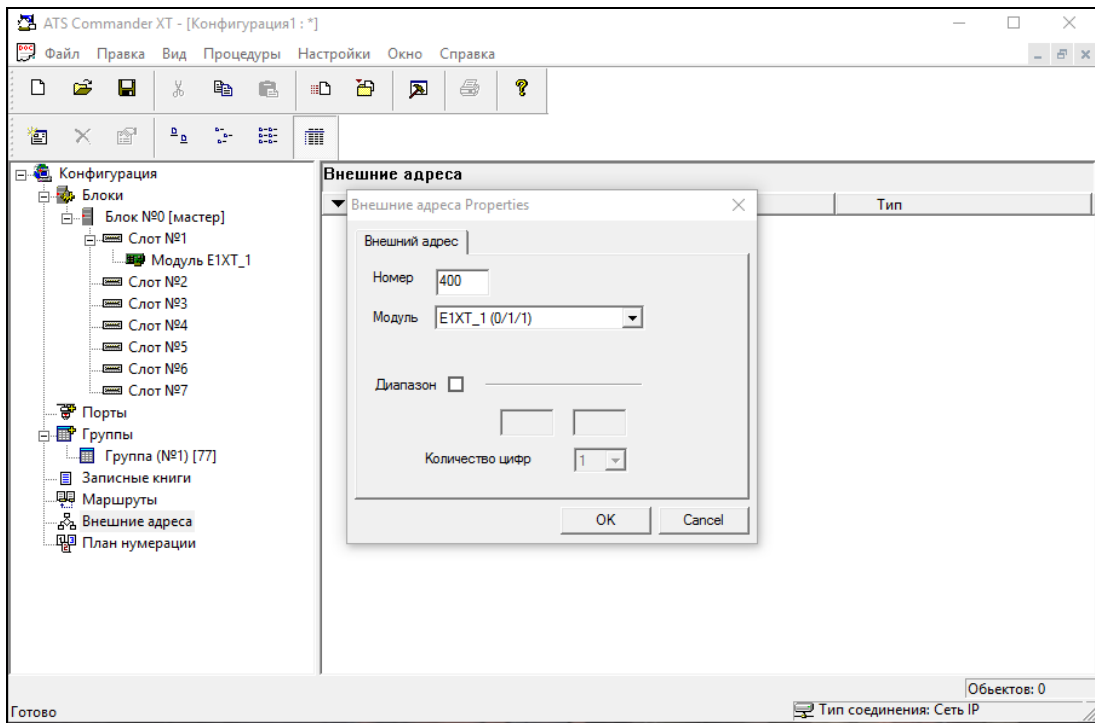 ATS Commander XT - [Конфигурация1 : *]
Файл Правка Вид Процедуры Настройки Окно Справка
Конфигурация
Блоки
Блок №0 [мастер]
Слот №1
Модуль E1XT_1
Слот №2
Слот №3
Слот №4
Слот №5
Слот №6
Слот №7
Порты
Группы
Группа (№1) [77]
Записные книги
Маршруты
Внешние адреса
План нумерации
Внешние адреса
Тип
Внешние адреса Properties
Внешний адрес
Номер 400
Модуль E1XT_1 (0/1/1)
Диапазон
Количество цифр 1
OK Cancel
Обьектов: 0
Готово Тип соединения: Сеть IP